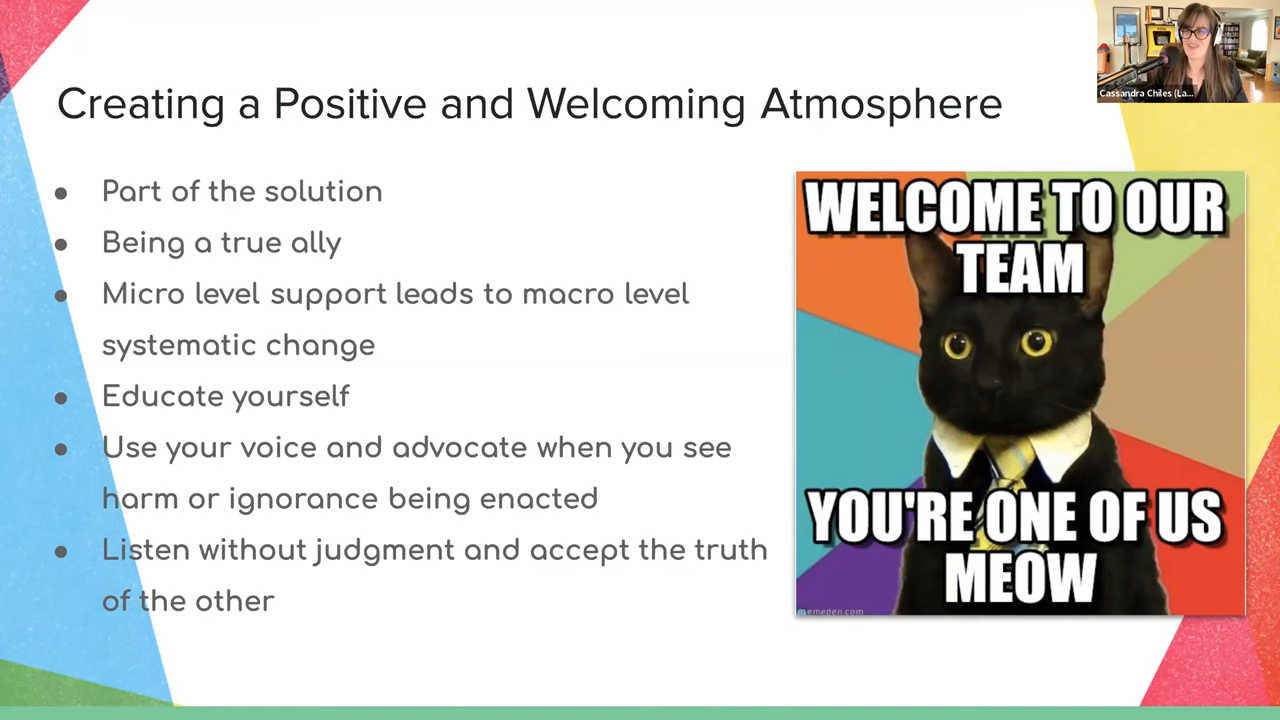 Cassandra Chiles (La...
Creating a Positive and Welcoming Atmosphere
● Part of the solution
● Being a true ally
● Micro level support leads to macro level
systematic change
● Educate yourself
● Use your voice and advocate when you see
harm or ignorance being enacted
● Listen without judgment and accept the truth
of the other
WELCOME TO OUR
TEAM
YOU'RE ONE OF US
MEOW
memegen.com